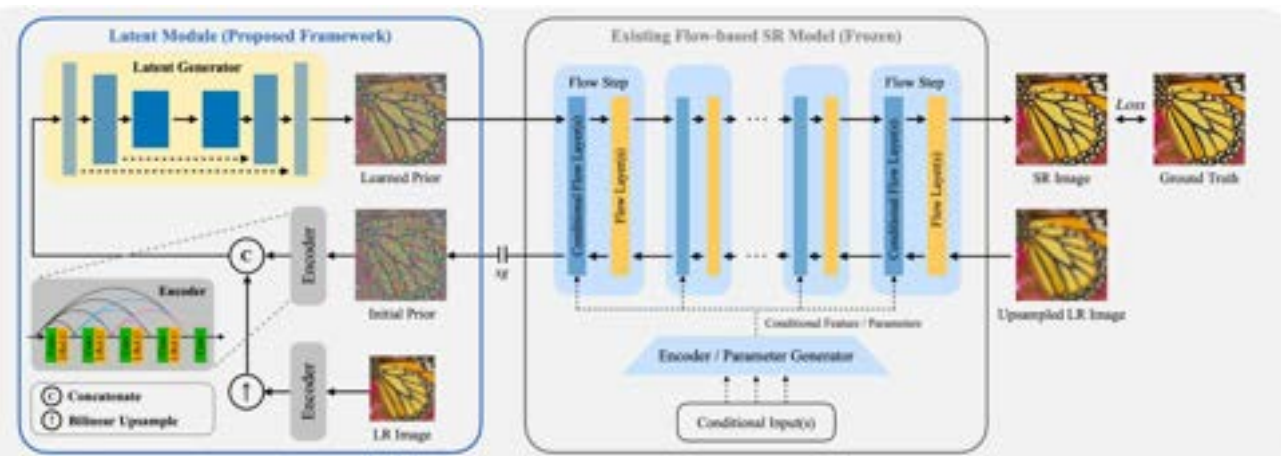 Latent Module (Proposed Framework)
Existing Flow-based SR Model (Frozen)
Latent Generator
Learned Prior
Flow Step
Conditional Flow Layer(s)
Flow Layer(s)
...
Flow Step
Conditional Flow Layer(s)
Flow Layer(s)
SR Image
Loss
Ground Truth
C
Encoder
Initial Prior
sg
...
Upsampled LR Image
Encoder
Conditional Feature / Parameters
Encoder / Parameter Generator
C Concatenate
↑ Bilinear Upsample
↑
Encoder
LR Image
Conditional Input(s)